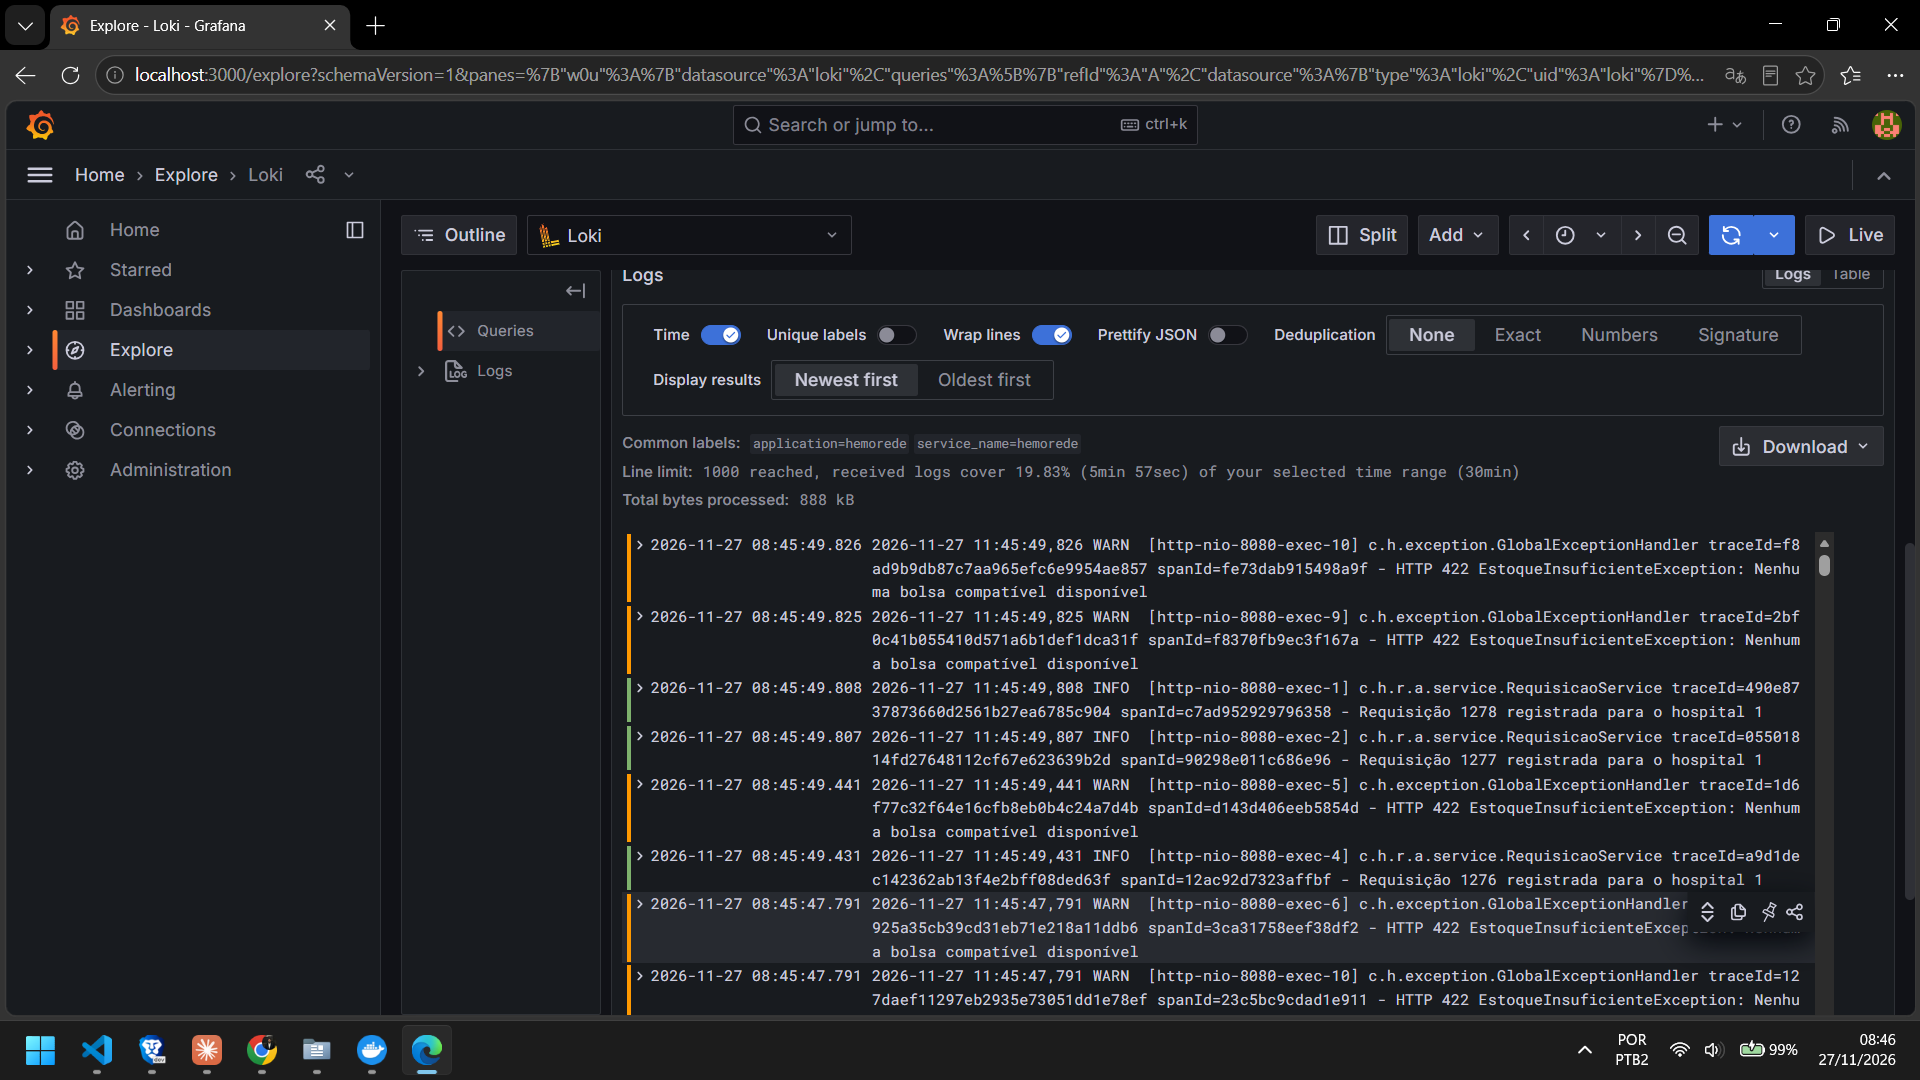 Explore - Loki - Grafana
localhost:3000/explore?schemaVersion=1&panes=%7B"w0u"%3A%7B"datasource"%3A"loki"%2C"queries"%3A%5B%7B"refId"%3A"A"%2C"datasource"%3A%7B"type"%3A"loki"%2C"uid"%3A"loki"%7D%...
Search or jump to...
ctrl+k
Home > Explore > Loki
Home
Starred
Dashboards
Explore
Alerting
Connections
Administration
Outline
Loki
Split
Add
Live
Queries
Logs
Logs
Logs Table
Time Unique labels Wrap lines Prettify JSON Deduplication None Exact Numbers Signature
Display results Newest first Oldest first
Common labels: application=hemorede service_name=hemorede
Download
Line limit: 1000 reached, received logs cover 19.83% (5min 57sec) of your selected time range (30min)
Total bytes processed: 888 kB
2026-11-27 08:45:49.826 2026-11-27 11:45:49,826 WARN [http-nio-8080-exec-10] c.h.exception.GlobalExceptionHandler traceId=f8
ad9b9db87c7aa965efc6e9954ae857 spanId=fe73dab915498a9f - HTTP 422 EstoqueInsuficienteException: Nenhu
ma bolsa compatível disponível
2026-11-27 08:45:49.825 2026-11-27 11:45:49,825 WARN [http-nio-8080-exec-9] c.h.exception.GlobalExceptionHandler traceId=2bf
0c41b055410d571a6b1def1dca31f spanId=f8370fb9ec3f167a - HTTP 422 EstoqueInsuficienteException: Nenhum
a bolsa compatível disponível
2026-11-27 08:45:49.808 2026-11-27 11:45:49,808 INFO [http-nio-8080-exec-1] c.h.r.a.service.RequisicaoService traceId=490e87
37873660d2561b27ea6785c904 spanId=c7ad952929796358 - Requisição 1278 registrada para o hospital 1
2026-11-27 08:45:49.807 2026-11-27 11:45:49,807 INFO [http-nio-8080-exec-2] c.h.r.a.service.RequisicaoService traceId=055018
14fd27648112cf67e623639b2d spanId=90298e011c686e96 - Requisição 1277 registrada para o hospital 1
2026-11-27 08:45:49.441 2026-11-27 11:45:49,441 WARN [http-nio-8080-exec-5] c.h.exception.GlobalExceptionHandler traceId=1d6
f77c32f64e16cfb8eb0b4c24a7d4b spanId=d143d406eeb5854d - HTTP 422 EstoqueInsuficienteException: Nenhum
a bolsa compatível disponível
2026-11-27 08:45:49.431 2026-11-27 11:45:49,431 INFO [http-nio-8080-exec-4] c.h.r.a.service.RequisicaoService traceId=a9d1de
c142362ab13f4e2bff08ded63f spanId=12ac92d7323affbf - Requisição 1276 registrada para o hospital 1
2026-11-27 08:45:47.791 2026-11-27 11:45:47,791 WARN [http-nio-8080-exec-6] c.h.exception.GlobalExceptionHandler
925a35cb39cd31eb71e218a11ddb6 spanId=3ca31758eef38df2 - HTTP 422 EstoqueInsuficienteExcep
a bolsa compatível disponível
2026-11-27 08:45:47.791 2026-11-27 11:45:47,791 WARN [http-nio-8080-exec-10] c.h.exception.GlobalExceptionHandler traceId=12
7daef11297eb2935e73051dd1e78ef spanId=23c5bc9cdad1e911 - HTTP 422 EstoqueInsuficienteException: Nenhu
POR
PTB2
99%
08:46
27/11/2026